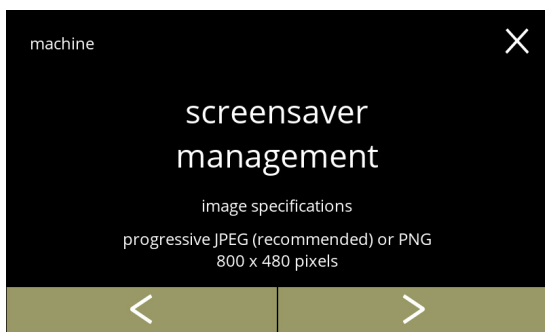 machine
screensaver
management
image specifications
progressive JPEG (recommended) or PNG
800 x 480 pixels